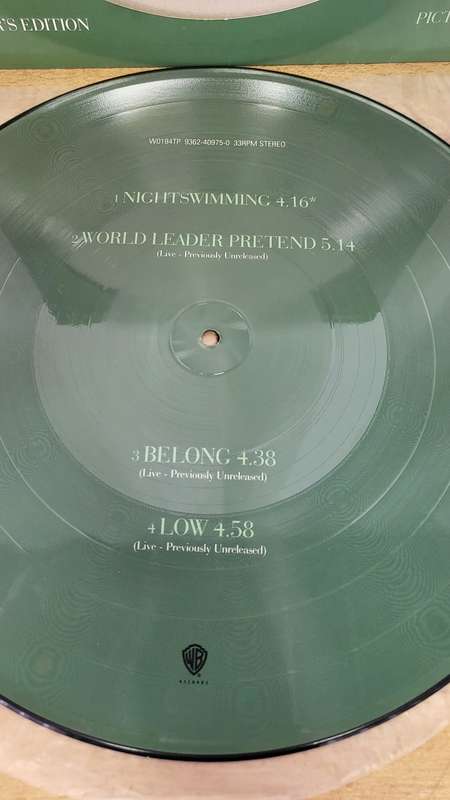 R'S EDITION
PICT
W0184TP 9362-40975-0 33RPM STEREO
1 NIGHTSWIMMING 4.16*
2 WORLD LEADER PRETEND 5.14
(Live - Previously Unreleased)
3 BELONG 4.38
(Live - Previously Unreleased)
4 LOW 4.58
(Live - Previously Unreleased)
WB
RECORDS